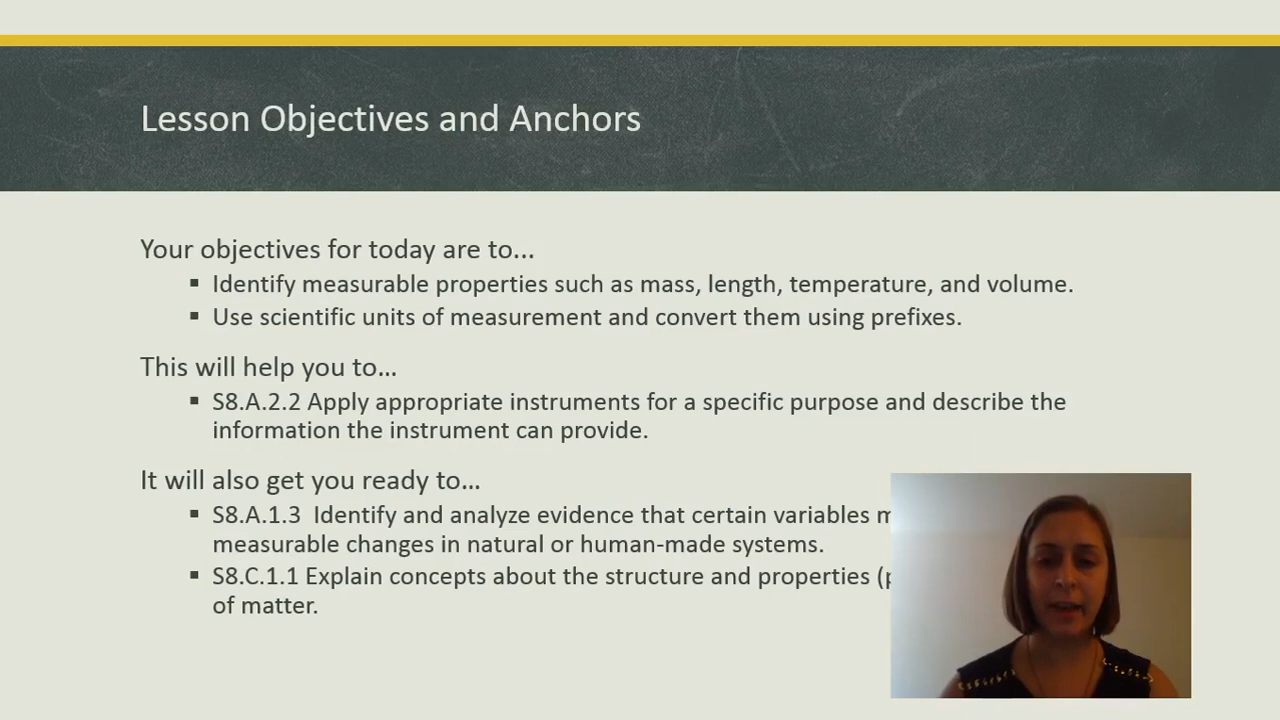 Lesson Objectives and Anchors
Your objectives for today are to...
▪ Identify measurable properties such as mass, length, temperature, and volume.
▪ Use scientific units of measurement and convert them using prefixes.
This will help you to...
▪ S8.A.2.2 Apply appropriate instruments for a specific purpose and describe the
information the instrument can provide.
It will also get you ready to...
▪ S8.A.1.3  Identify and analyze evidence that certain variables
measurable changes in natural or human-made systems.
▪ S8.C.1.1 Explain concepts about the structure and properties
of matter.